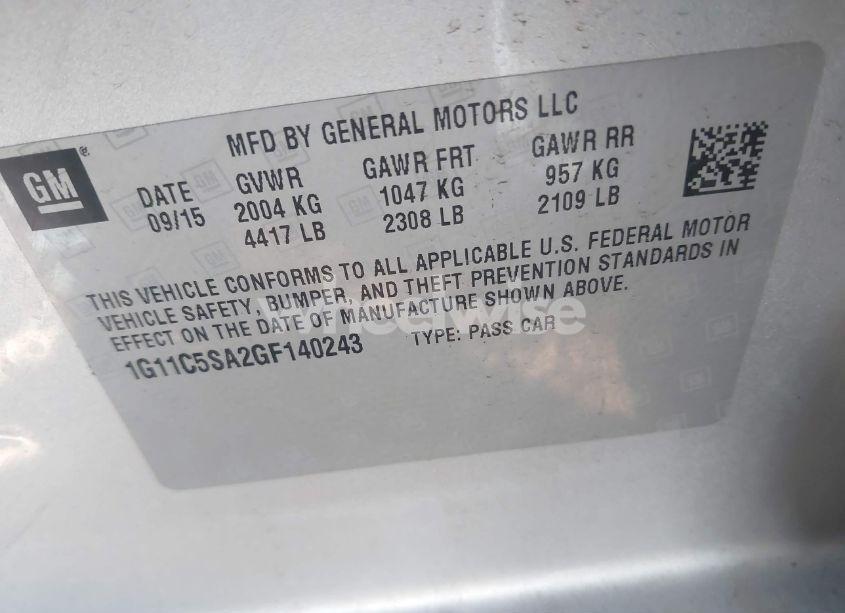 MFD BY GENERAL MOTORS LLC
GM®
DATE GVWR GAWR FRT GAWR RR
09/15 2004 KG 1047 KG 957 KG
4417 LB 2308 LB 2109 LB
THIS VEHICLE CONFORMS TO ALL APPLICABLE U.S. FEDERAL MOTOR
VEHICLE SAFETY, BUMPER, AND THEFT PREVENTION STANDARDS IN
EFFECT ON THE DATE OF MANUFACTURE SHOWN ABOVE.
1G11C5SA2GF140243 TYPE: PASS CAR
wheelwise